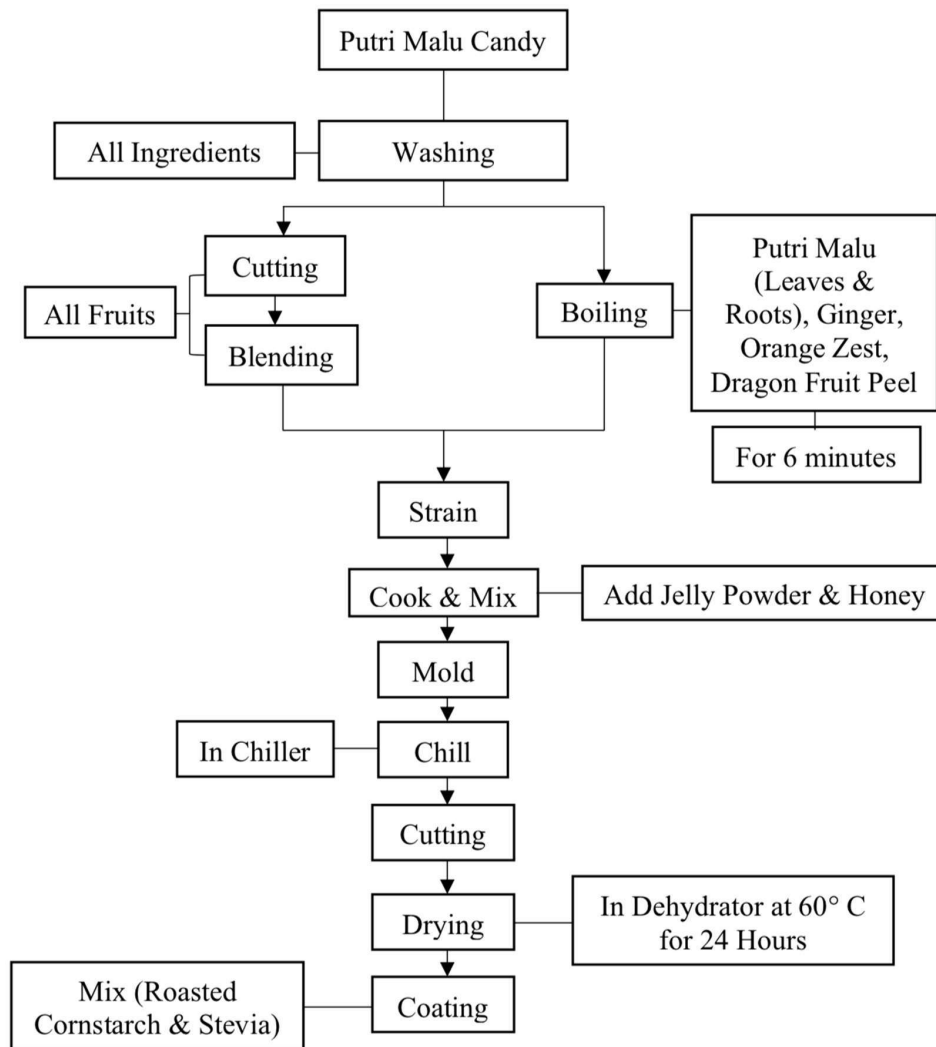 Putri Malu Candy
All Ingredients
Washing
Cutting
All Fruits
Blending
Boiling
Putri Malu
(Leaves &
Roots), Ginger,
Orange Zest,
Dragon Fruit Peel
For 6 minutes
Strain
Cook & Mix
Add Jelly Powder & Honey
Mold
In Chiller
Chill
Cutting
Drying
In Dehydrator at 60° C
for 24 Hours
Mix (Roasted
Cornstarch & Stevia)
Coating